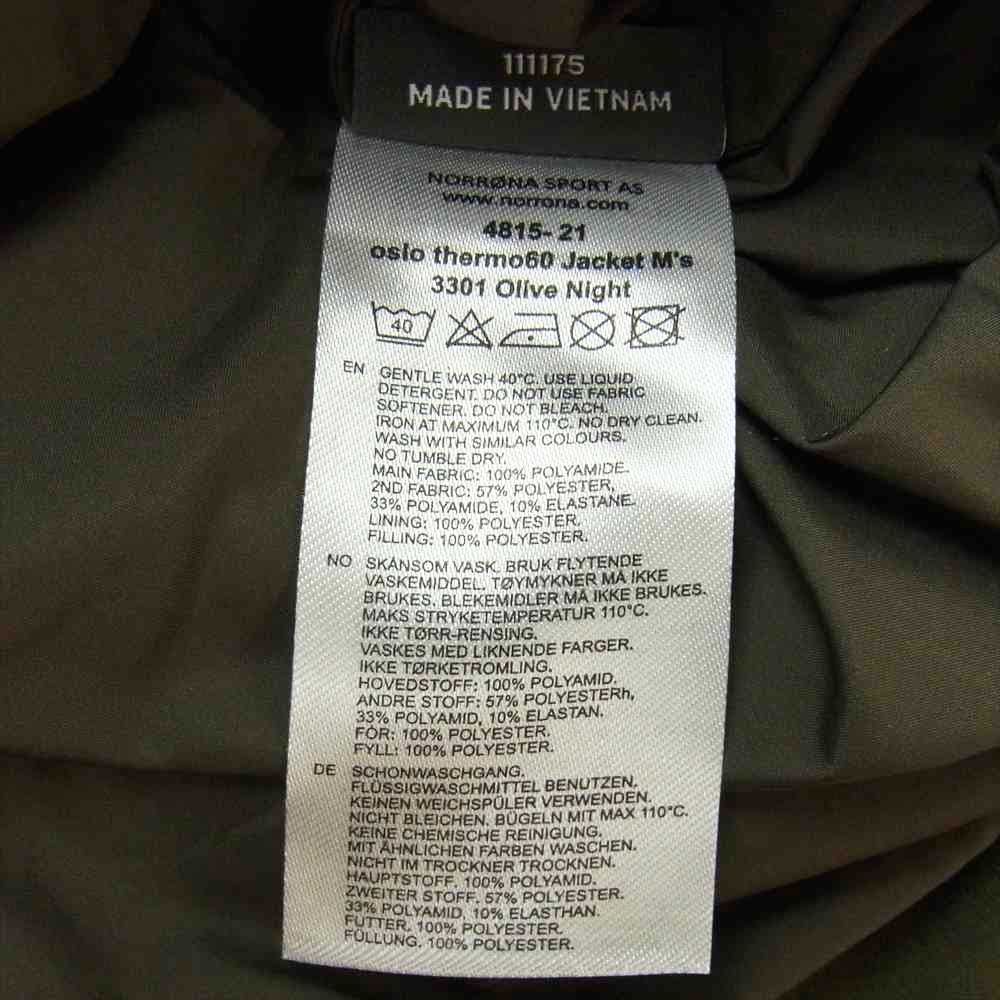 111175
MADE IN VIETNAM
NORRØNA SPORT AS
www.norrona.com
4815-21
oslo thermo60 Jacket M's
3301 Olive Night
40
EN GENTLE WASH 40°C. USE LIQUID
DETERGENT. DO NOT USE FABRIC
SOFTENER. DO NOT BLEACH.
IRON AT MAXIMUM 110°C. NO DRY CLEAN.
WASH WITH SIMILAR COLOURS.
NO TUMBLE DRY.
MAIN FABRIC: 100% POLYAMIDE.
2ND FABRIC: 57% POLYESTER,
33% POLYAMIDE, 10% ELASTANE.
LINING: 100% POLYESTER.
FILLING: 100% POLYESTER.
NO SKÅNSOM VASK. BRUK FLYTENDE
VASKEMIDDEL. TØYMYKNER MÅ IKKE
BRUKES. BLEKEMIDLER MÅ IKKE BRUKES.
MAKS STRYKETEMPERATUR 110°C.
IKKE TØRR-RENSING.
VASKES MED LIKNENDE FARGER.
IKKE TØRKETROMLING.
HOVEDSTOFF: 100% POLYAMID.
ANDRE STOFF: 57% POLYESTERh,
33% POLYAMID, 10% ELASTAN.
FÓR: 100% POLYESTER.
FYLL: 100% POLYESTER.
DE SCHONWASCHGANG.
FLÜSSIGWASCHMITTEL BENUTZEN.
KEINEN WEICHSPÜLER VERWENDEN.
NICHT BLEICHEN. BÜGELN MIT MAX 110°C.
KEINE CHEMISCHE REINIGUNG.
MIT ÄHNLICHEN FARBEN WASCHEN.
NICHT IM TROCKNER TROCKNEN.
HAUPTSTOFF. 100% POLYAMID.
ZWEITER STOFF. 57% POLYESTER.
33% POLYAMID, 10% ELASTHAN.
FUTTER. 100% POLYESTER.
FÜLLUNG. 100% POLYESTER.